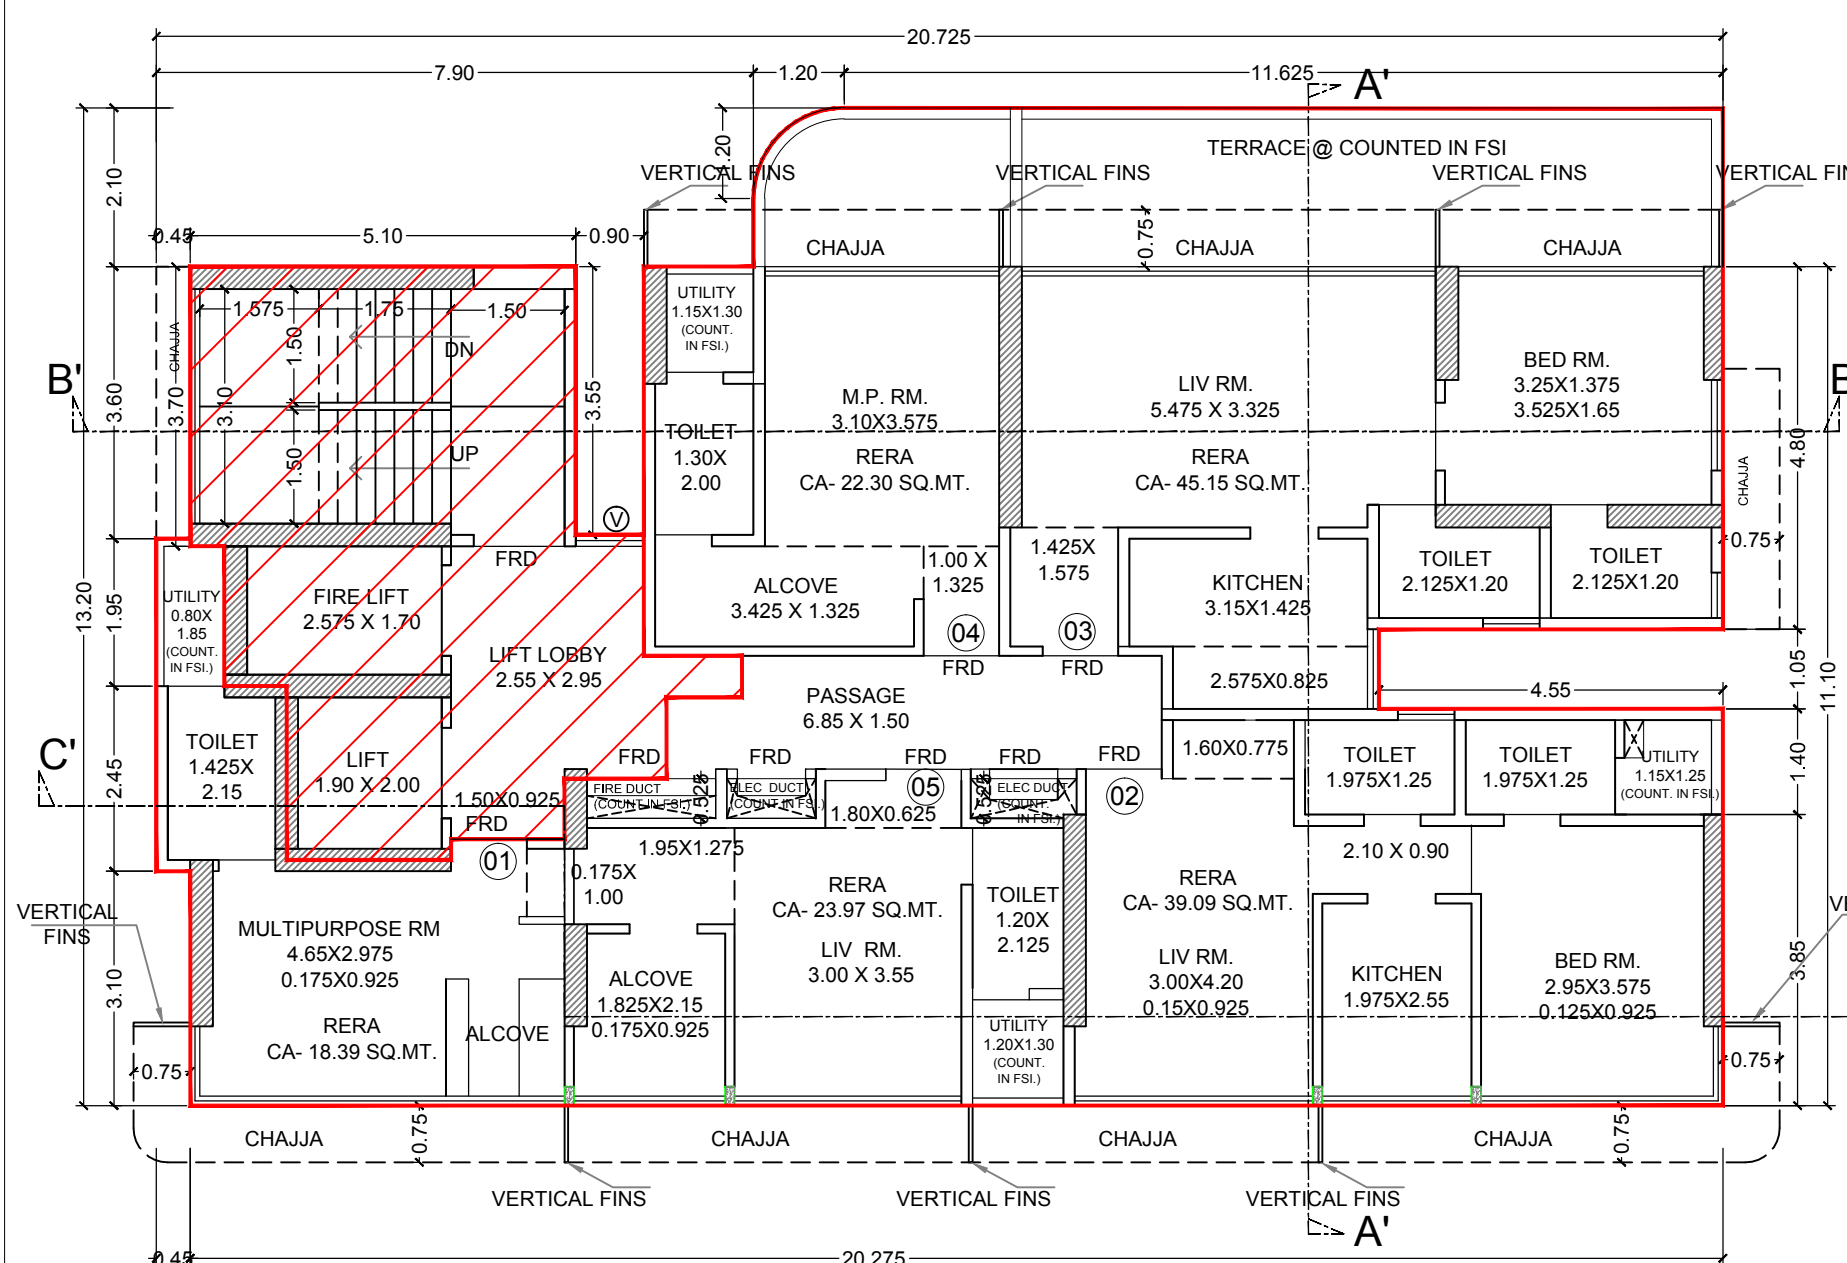 20.725
7.90
1.20
11.625
A'
2.10
VERTICAL FINS
VERTICAL FINS
TERRACE @ COUNTED IN FSI
VERTICAL FINS
0.45
5.10
0.90
CHAJJA
CHAJJA
0.75
CHAJJA
UTILITY
1.15X1.30
(COUNT.
IN FSI.)
1.575
1.75
1.50
CHAJJA
1.50
DN
3.70
3.10
3.60
3.55
B'
UP
1.50
TOILET
1.30X
2.00
M.P. RM.
3.10X3.575
RERA
CA- 22.30 SQ.MT.
LIV RM.
5.475 X 3.325
RERA
CA- 45.15 SQ.MT.
BED RM.
3.25X1.375
3.525X1.65
4.80
CHAJJA
V
FRD
0.75
13.20
1.95
UTILITY
0.80X
1.85
(COUNT.
IN FSI.)
FIRE LIFT
2.575 X 1.70
LIFT LOBBY
2.55 X 2.95
ALCOVE
3.425 X 1.325
1.00 X
1.325
04
FRD
1.425X
1.575
03
FRD
KITCHEN
3.15X1.425
TOILET
2.125X1.20
TOILET
2.125X1.20
2.575X0.825
4.55
1.05
11.10
PASSAGE
6.85 X 1.50
C'
2.45
TOILET
1.425X
2.15
LIFT
1.90 X 2.00
1.50X0.925
FRD
01
FRD
FRD
FRD
FRD
FRD
FIRE DUCT
(COUNT.IN FSI.)
0.525
ELEC DUCT
(COUNT.IN FSI.)
05
1.80X0.625
0.525
ELEC DUCT
(COUNT.
IN FSI.)
02
1.60X0.775
TOILET
1.975X1.25
TOILET
1.975X1.25
UTILITY
1.15X1.25
(COUNT. IN FSI.)
1.40
1.95X1.275
0.175X
1.00
2.10 X 0.90
VERTICAL
FINS
MULTIPURPOSE RM
4.65X2.975
0.175X0.925
RERA
CA- 18.39 SQ.MT.
ALCOVE
3.10
ALCOVE
1.825X2.15
0.175X0.925
RERA
CA- 23.97 SQ.MT.
LIV RM.
3.00 X 3.55
TOILET
1.20X
2.125
UTILITY
1.20X1.30
(COUNT.
IN FSI.)
RERA
CA- 39.09 SQ.MT.
LIV RM.
3.00X4.20
0.15X0.925
KITCHEN
1.975X2.55
BED RM.
2.95X3.575
0.125X0.925
3.85
0.75
0.75
CHAJJA
0.75
CHAJJA
CHAJJA
CHAJJA
0.75
VERTICAL FINS
VERTICAL FINS
VERTICAL FINS
A'
0.45
20.275